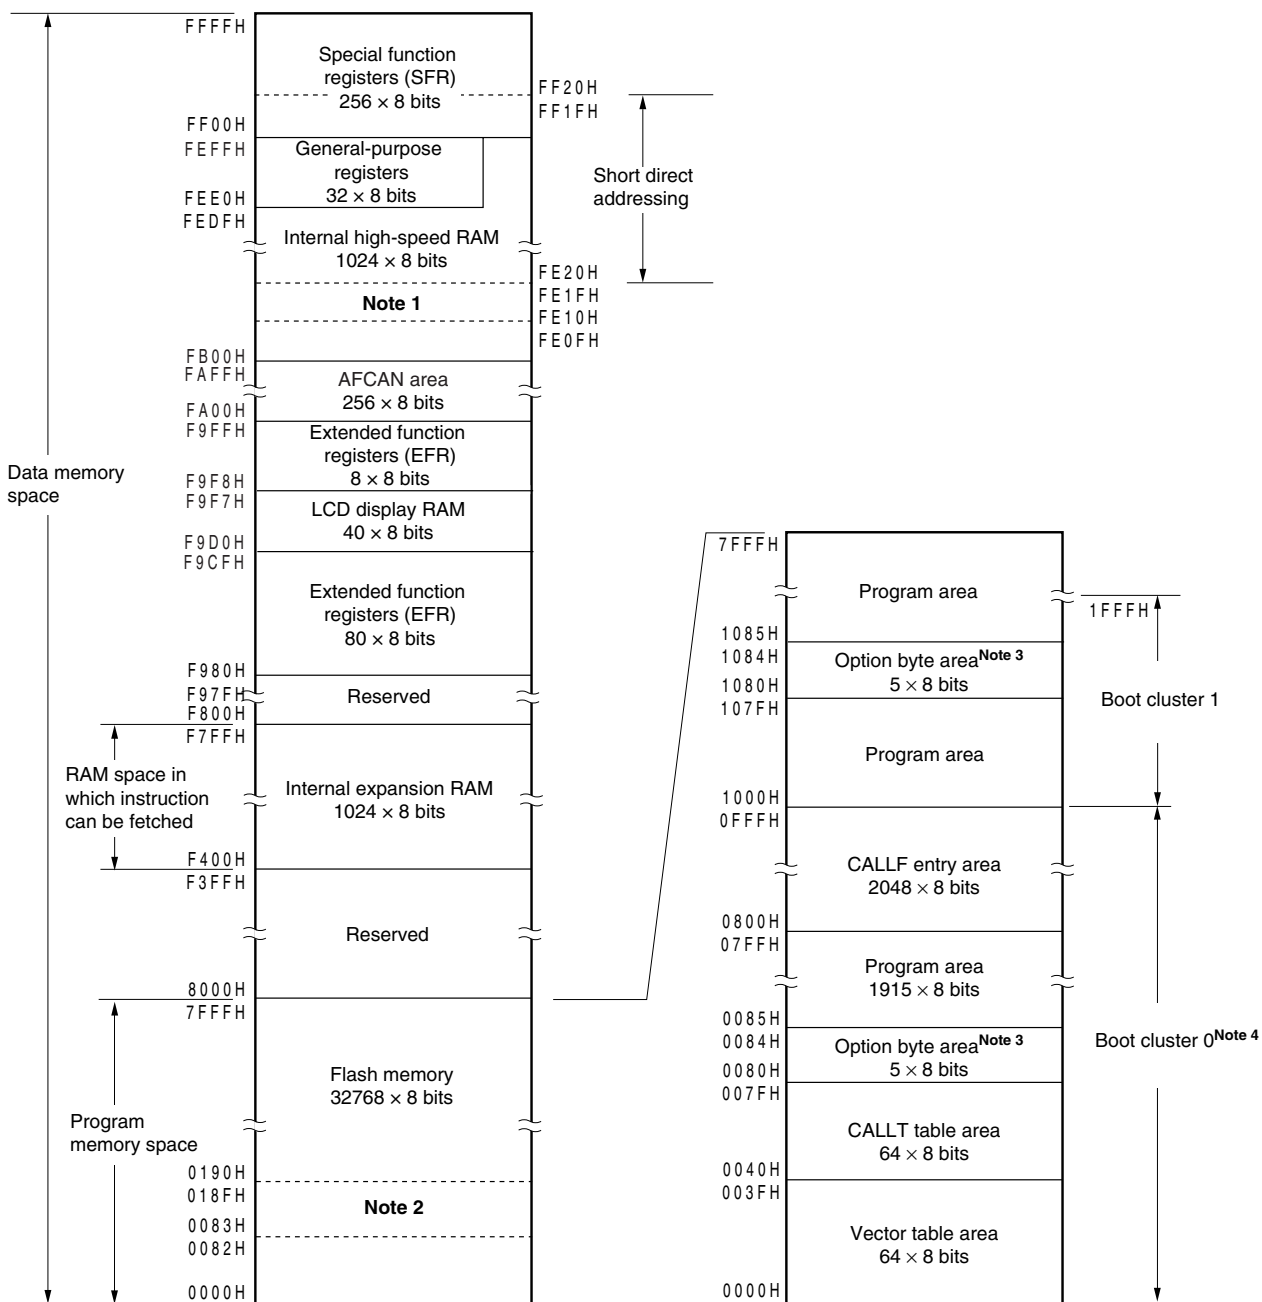 FFFFH
Special function
registers (SFR)
256 × 8 bits
FF20H
FF1FH
FF00H
FEFFH
General-purpose
registers
32 × 8 bits
Short direct
addressing
FEE0H
FEDFH
Internal high-speed RAM
1024 × 8 bits
FE20H
FE1FH
Note 1
FE10H
FE0FH
FB00H
FAFFH
AFCAN area
256 × 8 bits
FA00H
F9FFH
Extended function
registers (EFR)
8 × 8 bits
Data memory
space
F9F8H
F9F7H
LCD display RAM
40 × 8 bits
F9D0H
F9CFH
Extended function
registers (EFR)
80 × 8 bits
F980H
F97FH
Reserved
F800H
F7FFH
RAM space in
which instruction
can be fetched
Internal expansion RAM
1024 × 8 bits
F400H
F3FFH
Reserved
8000H
7FFFH
Flash memory
32768 × 8 bits
Program
memory space
0190H
018FH
Note 2
0083H
0082H
0000H
7FFFH
Program area
1FFFH
1085H
1084H
Option byte area Note 3
5 × 8 bits
1080H
107FH
Boot cluster 1
Program area
1000H
0FFFH
CALLF entry area
2048 × 8 bits
0800H
07FFH
Program area
1915 × 8 bits
0085H
0084H
Option byte area Note 3
5 × 8 bits
Boot cluster 0 Note 4
0080H
007FH
CALLT table area
64 × 8 bits
0040H
003FH
Vector table area
64 × 8 bits
0000H